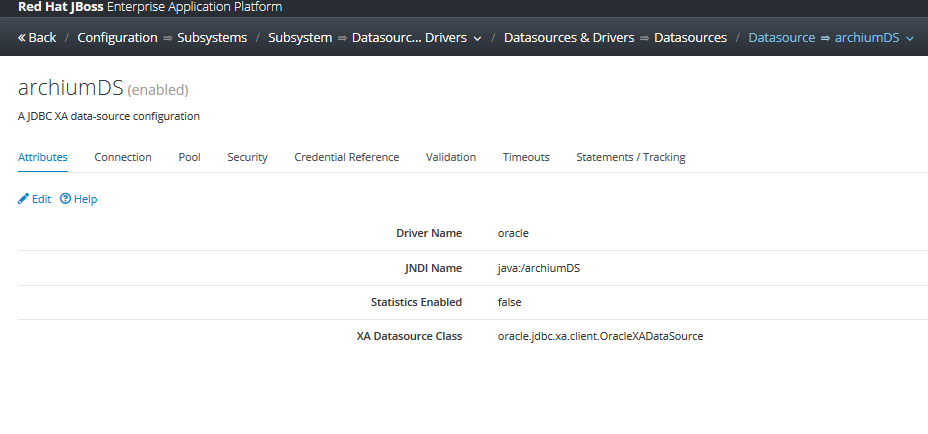 Red Hat JBoss Enterprise Application Platform
« Back / Configuration ⇒ Subsystems / Subsystem ⇒ Datasourc... Drivers / Datasources & Drivers ⇒ Datasources / Datasource ⇒ archiumDS
archiumDS (enabled)
A JDBC XA data-source configuration
Attributes Connection Pool Security Credential Reference Validation Timeouts Statements / Tracking
Edit Help
Driver Name oracle
JNDI Name java:/archiumDS
Statistics Enabled false
XA Datasource Class oracle.jdbc.xa.client.OracleXADataSource